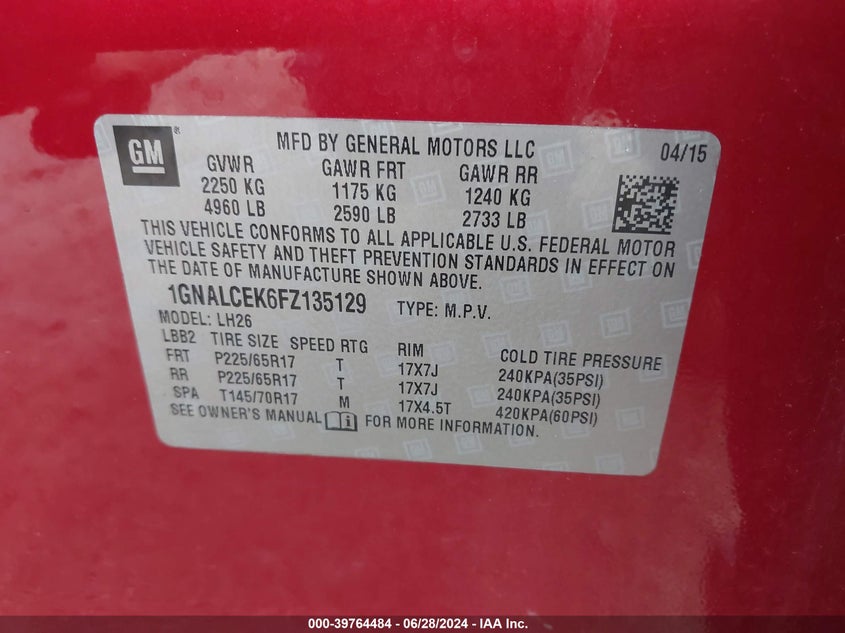 GM ®
MFD BY GENERAL MOTORS LLC 04/15
GVWR GAWR FRT GAWR RR
2250 KG 1175 KG 1240 KG
4960 LB 2590 LB 2733 LB
THIS VEHICLE CONFORMS TO ALL APPLICABLE U.S. FEDERAL MOTOR
VEHICLE SAFETY AND THEFT PREVENTION STANDARDS IN EFFECT ON
THE DATE OF MANUFACTURE SHOWN ABOVE.
1GNALCEK6FZ135129 TYPE: M.P.V.
MODEL: LH26
LBB2 TIRE SIZE SPEED RTG RIM COLD TIRE PRESSURE
FRT P225/65R17 T 17X7J 240KPA(35PSI)
RR P225/65R17 T 17X7J 240KPA(35PSI)
SPA T145/70R17 M 17X4.5T 420KPA(60PSI)
SEE OWNER'S MANUAL FOR MORE INFORMATION.
000-39764484 - 06/28/2024 - IAA Inc.